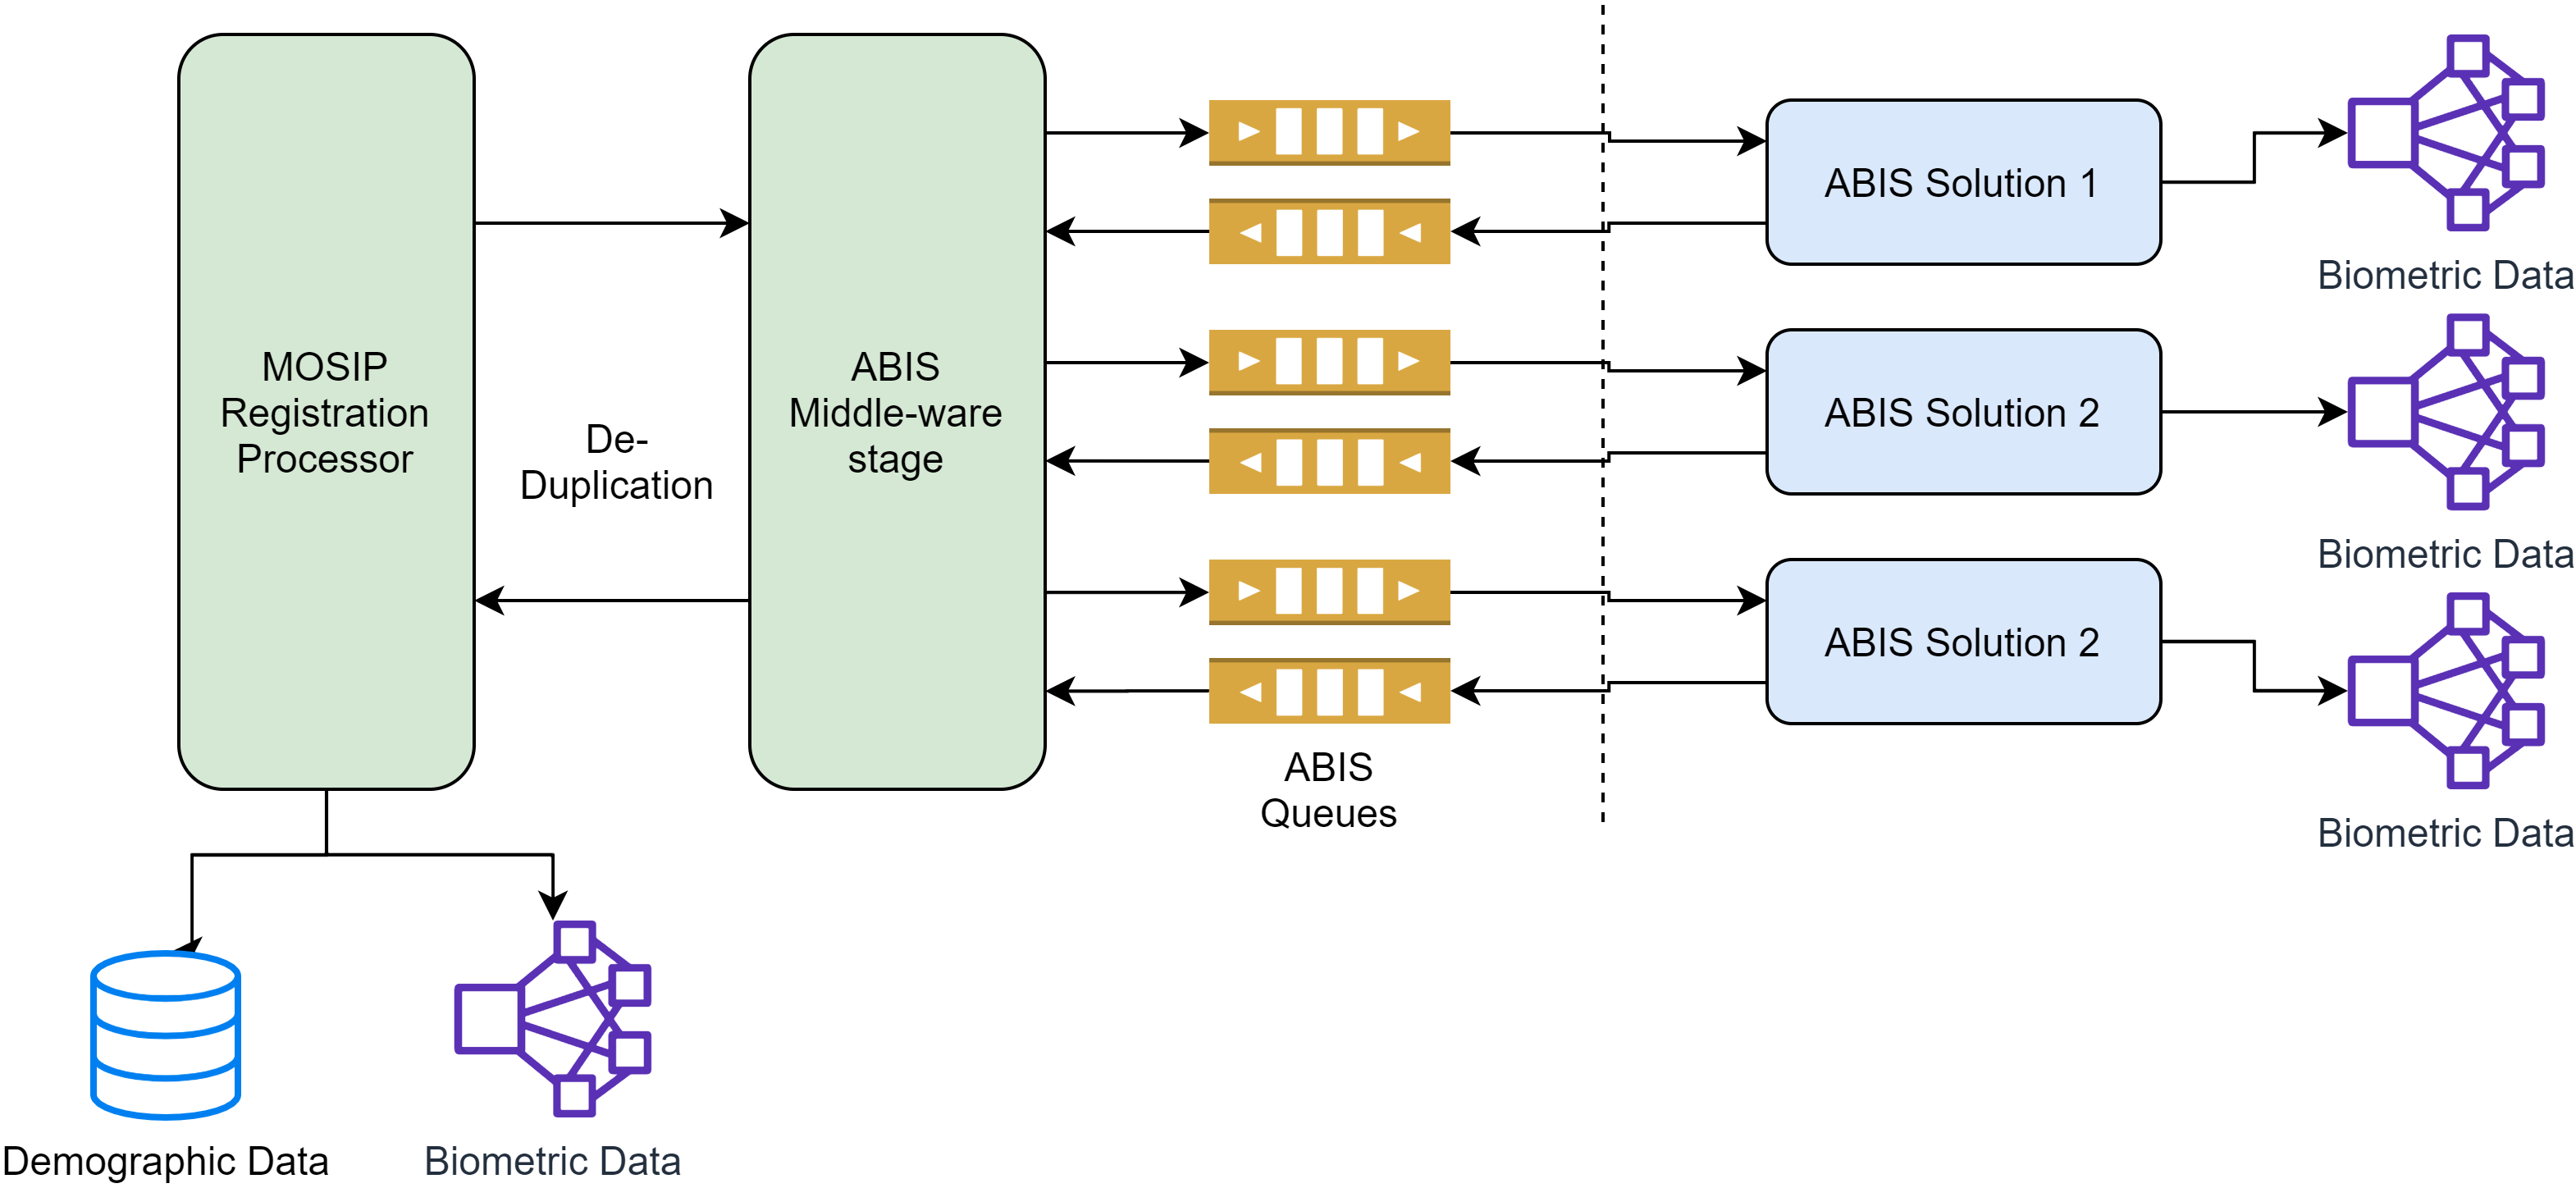 MOSIP
Registration
Processor
De-
Duplication
ABIS
Middle-ware
stage
ABIS
Queues
ABIS Solution 1
ABIS Solution 2
ABIS Solution 2
Biometric Data
Biometric Data
Biometric Data
Demographic Data
Biometric Data